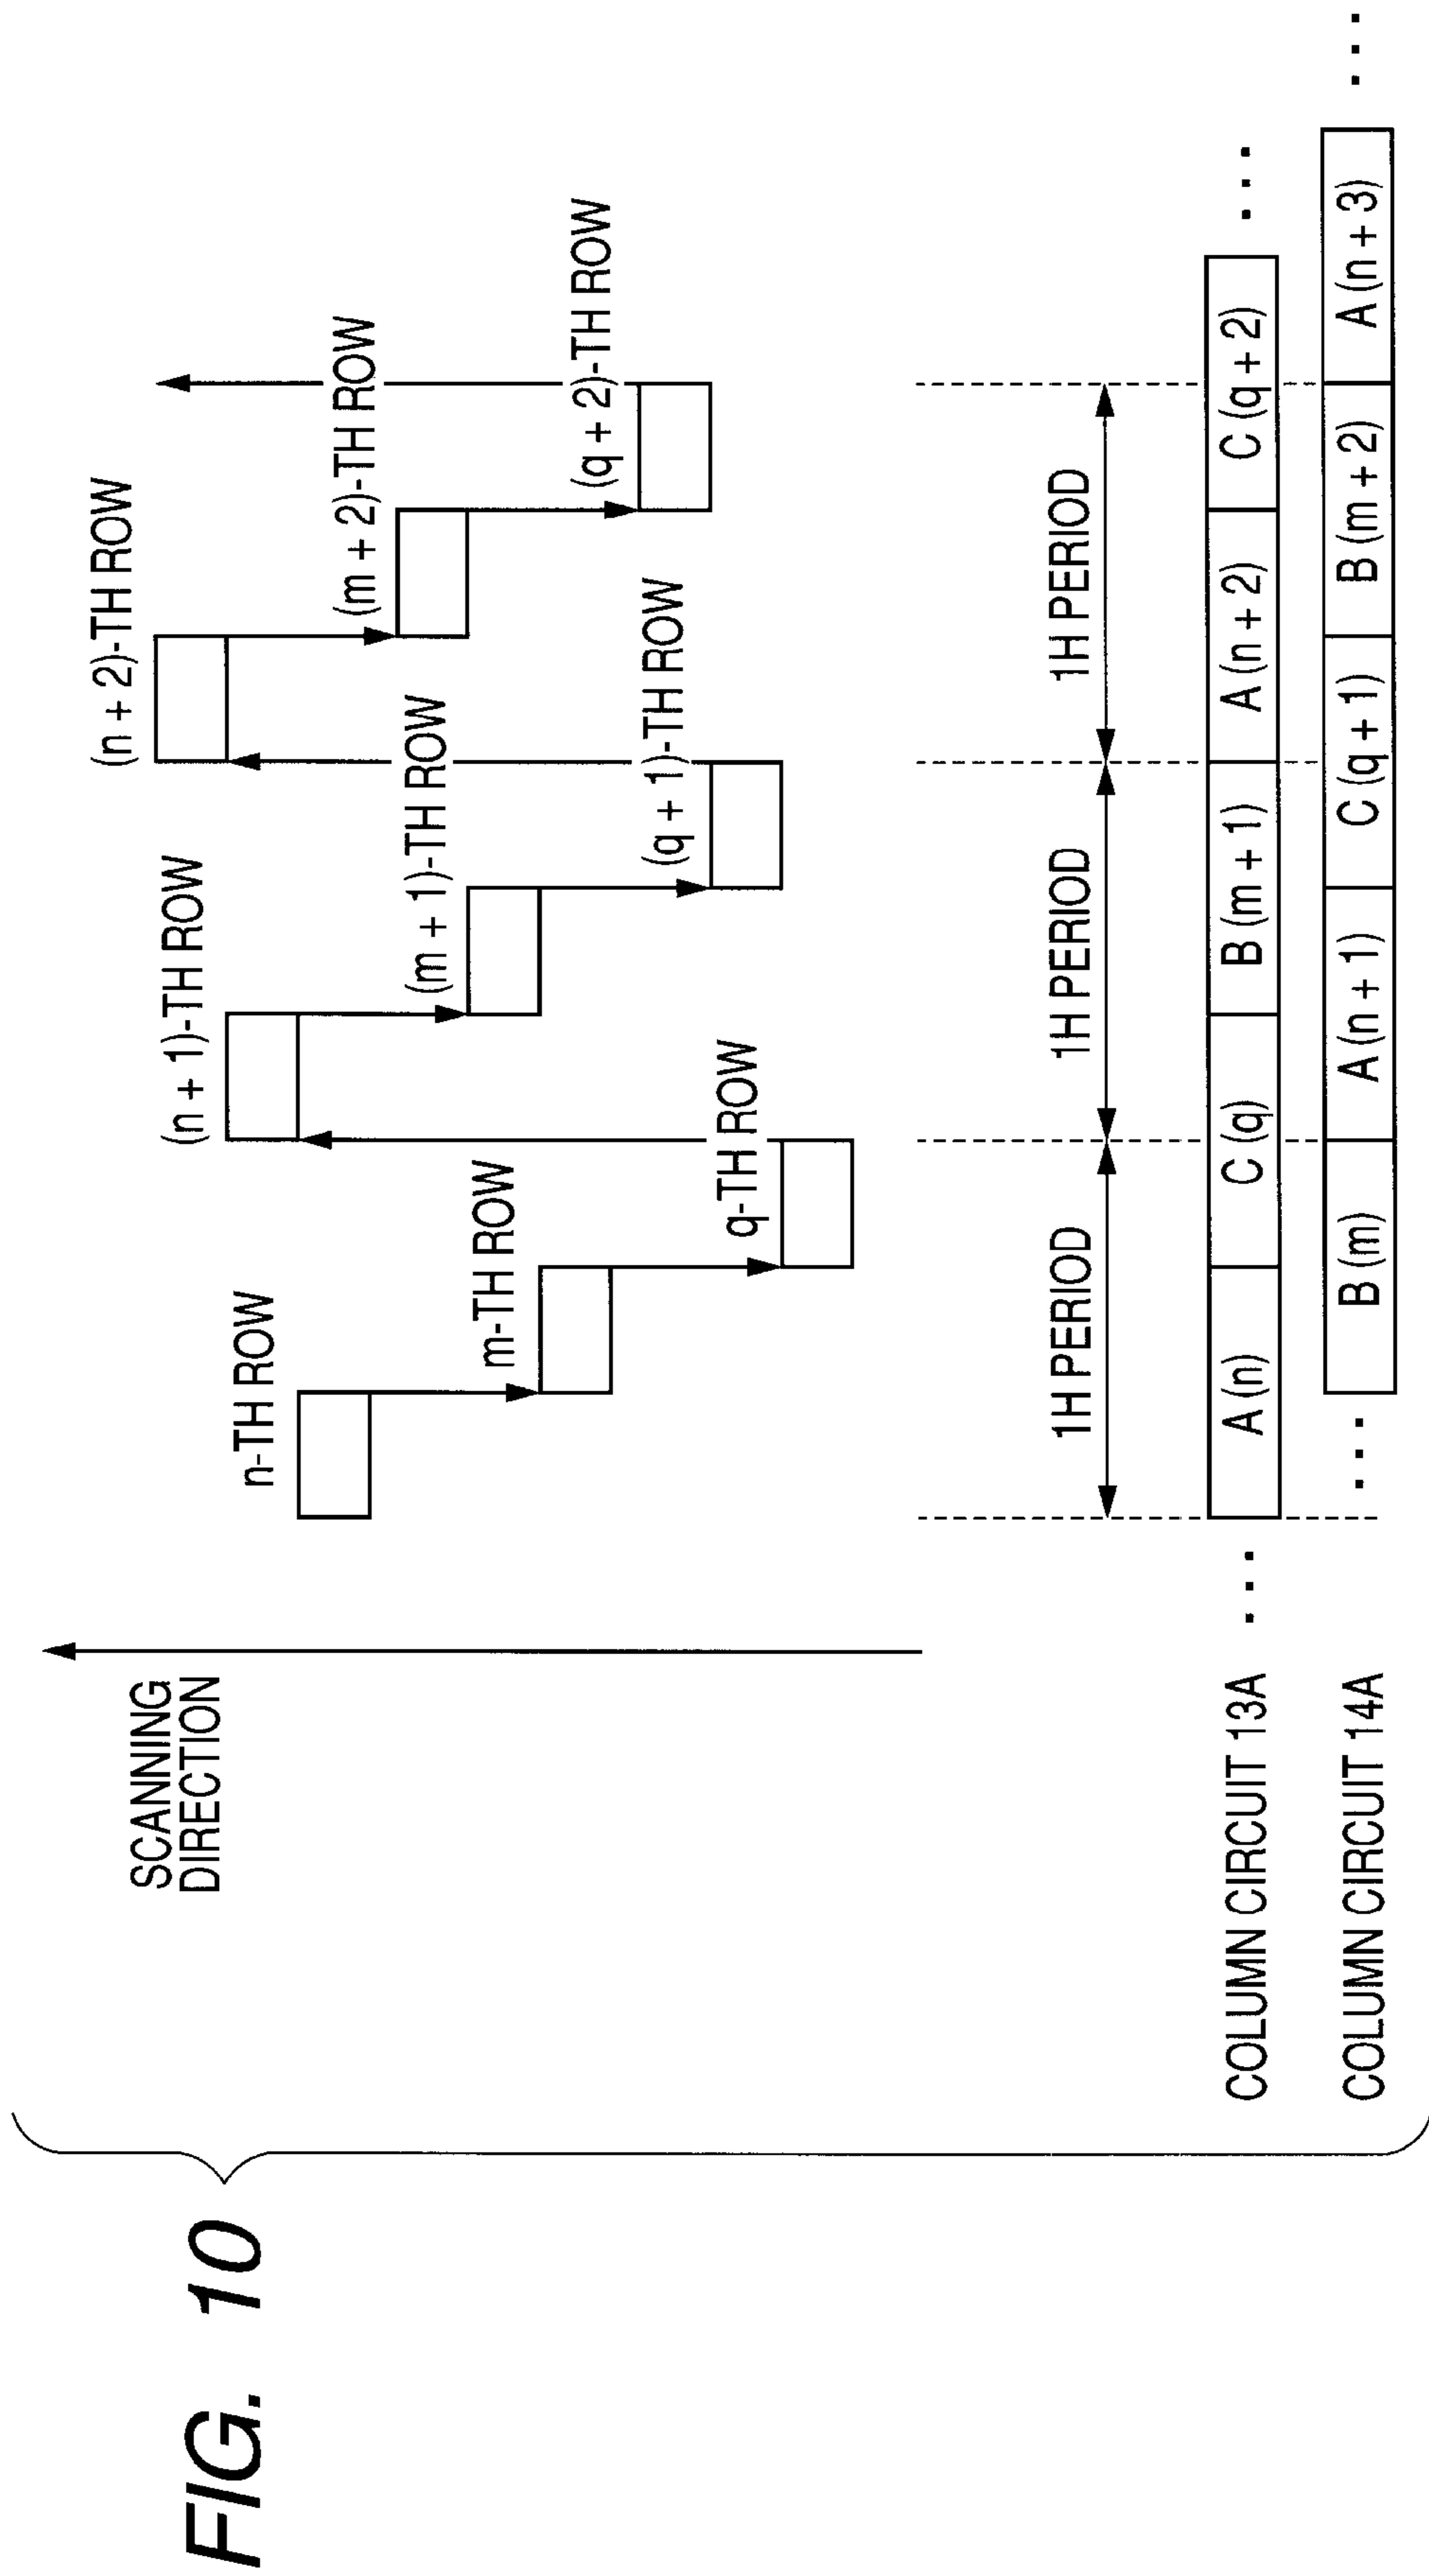 FIG. 10
SCANNING
DIRECTION
n-TH ROW
m-TH ROW
q-TH ROW
(n + 1)-TH ROW
(m + 1)-TH ROW
(q + 1)-TH ROW
(n + 2)-TH ROW
(m + 2)-TH ROW
(q + 2)-TH ROW
1H PERIOD 1H PERIOD 1H PERIOD
COLUMN CIRCUIT 13A ... A (n) C (q) B (m + 1) A (n + 2) C (q + 2) ...
COLUMN CIRCUIT 14A ... B (m) A (n + 1) C (q + 1) B (m + 2) A (n + 3) ...